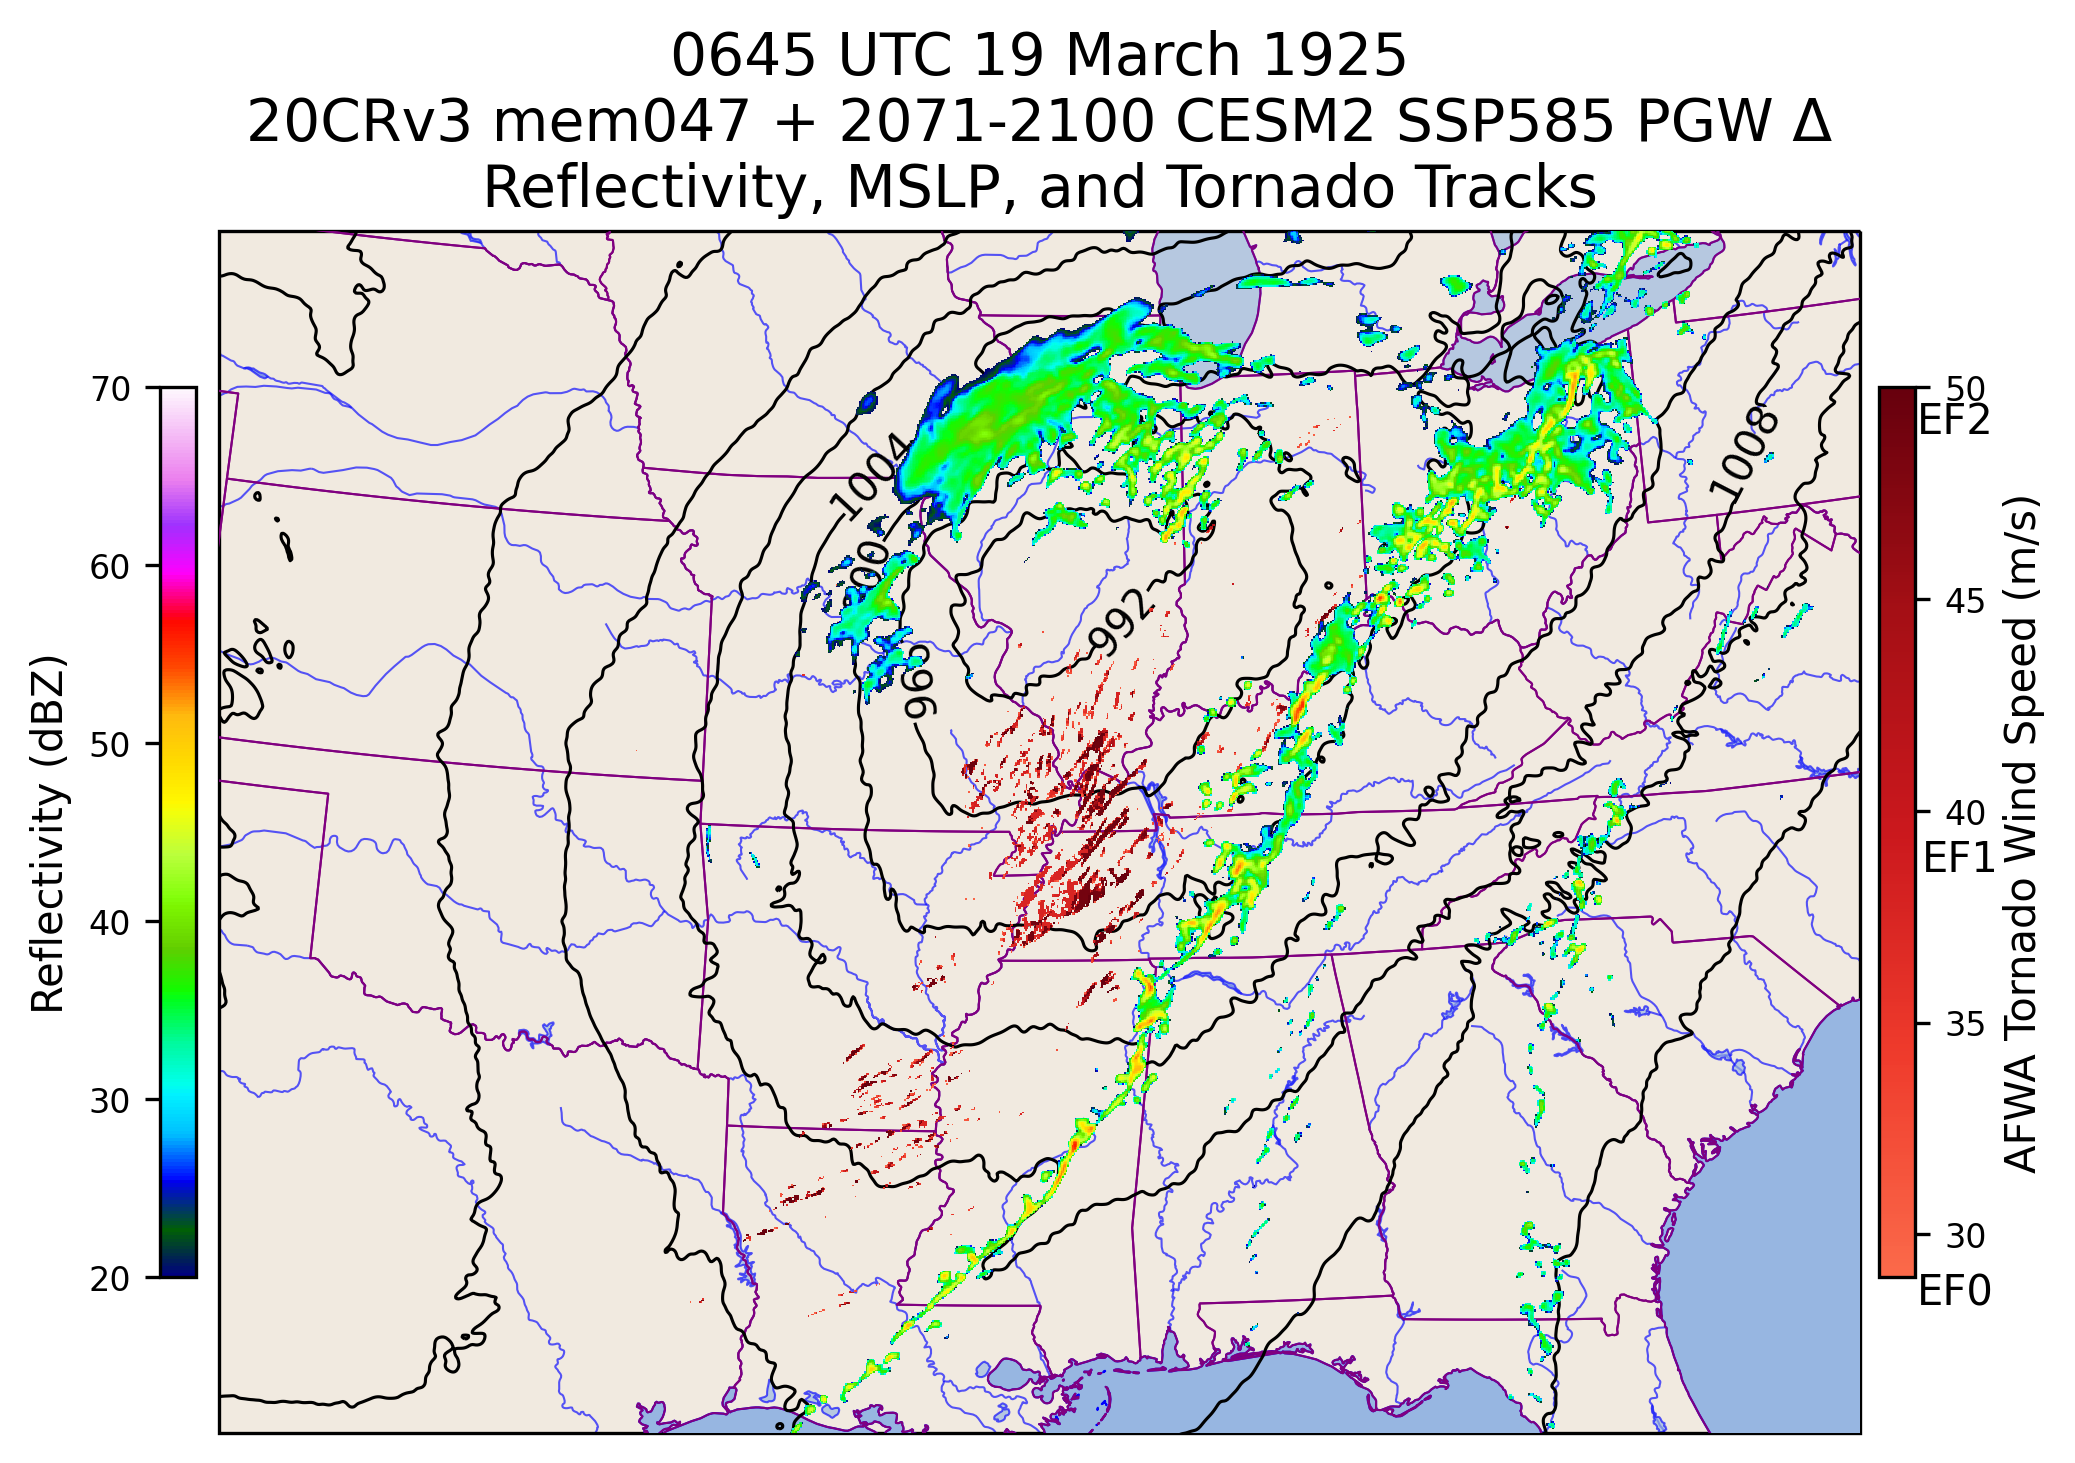 0645 UTC 19 March 1925
20CRv3 mem047 + 2071-2100 CESM2 SSP585 PGW Δ
Reflectivity, MSLP, and Tornado Tracks
Reflectivity (dBZ)
70
60
50
40
30
20
1004
996
992
1008
50
EF2
45
40
EF1
35
30
EF0
AFWA Tornado Wind Speed (m/s)